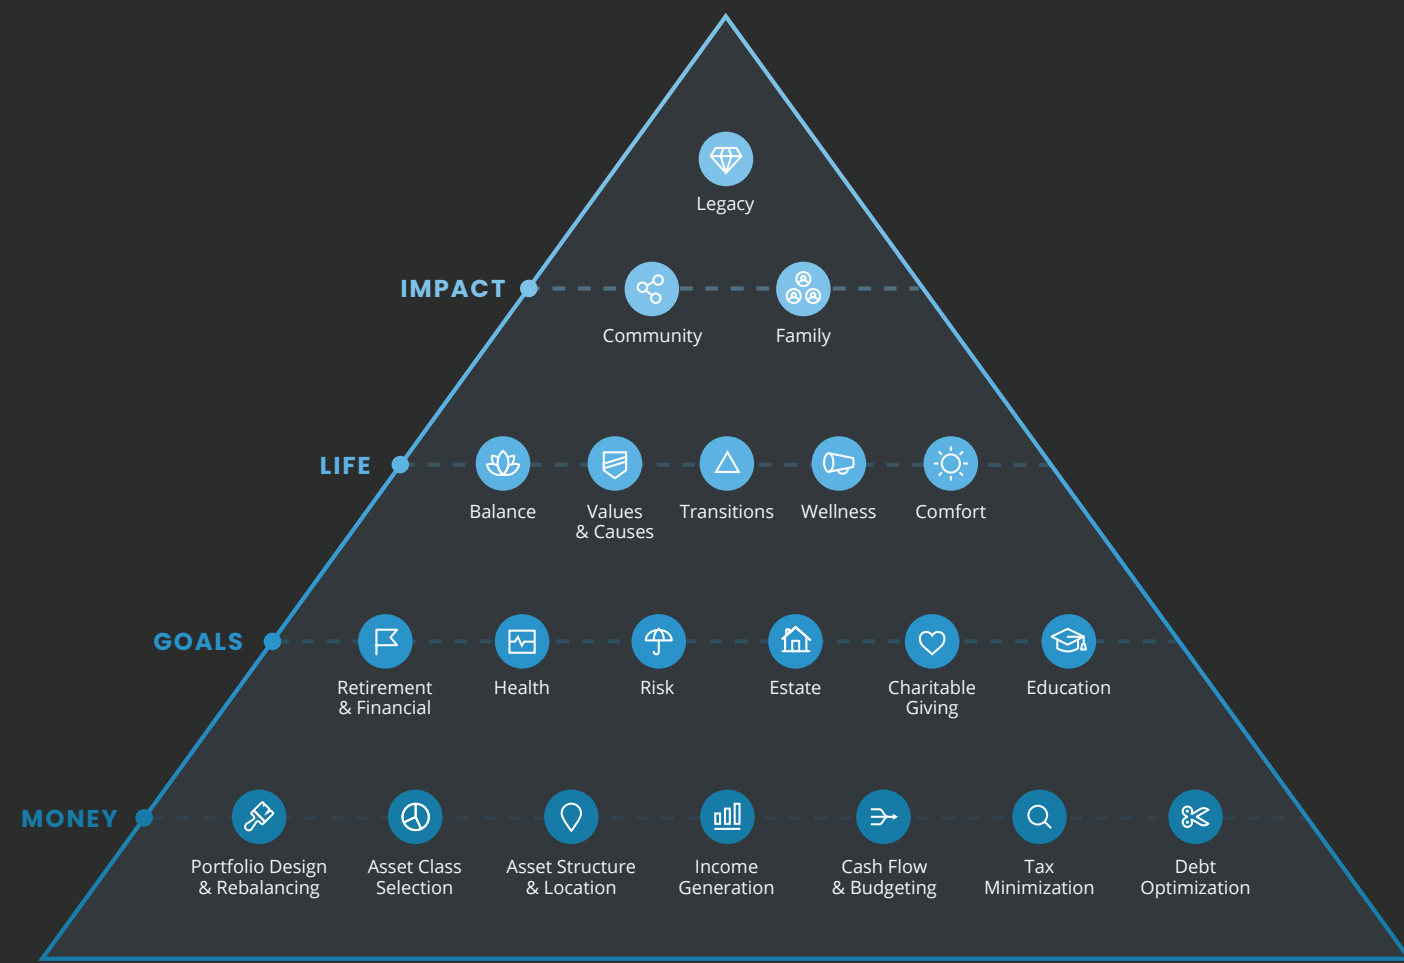 Legacy
IMPACT
Community
Family
LIFE
Balance
Values
& Causes
Transitions
Wellness
Comfort
GOALS
Retirement
& Financial
Health
Risk
Estate
Charitable
Giving
Education
MONEY
Portfolio Design
& Rebalancing
Asset Class
Selection
Asset Structure
& Location
Income
Generation
Cash Flow
& Budgeting
Tax
Minimization
Debt
Optimization